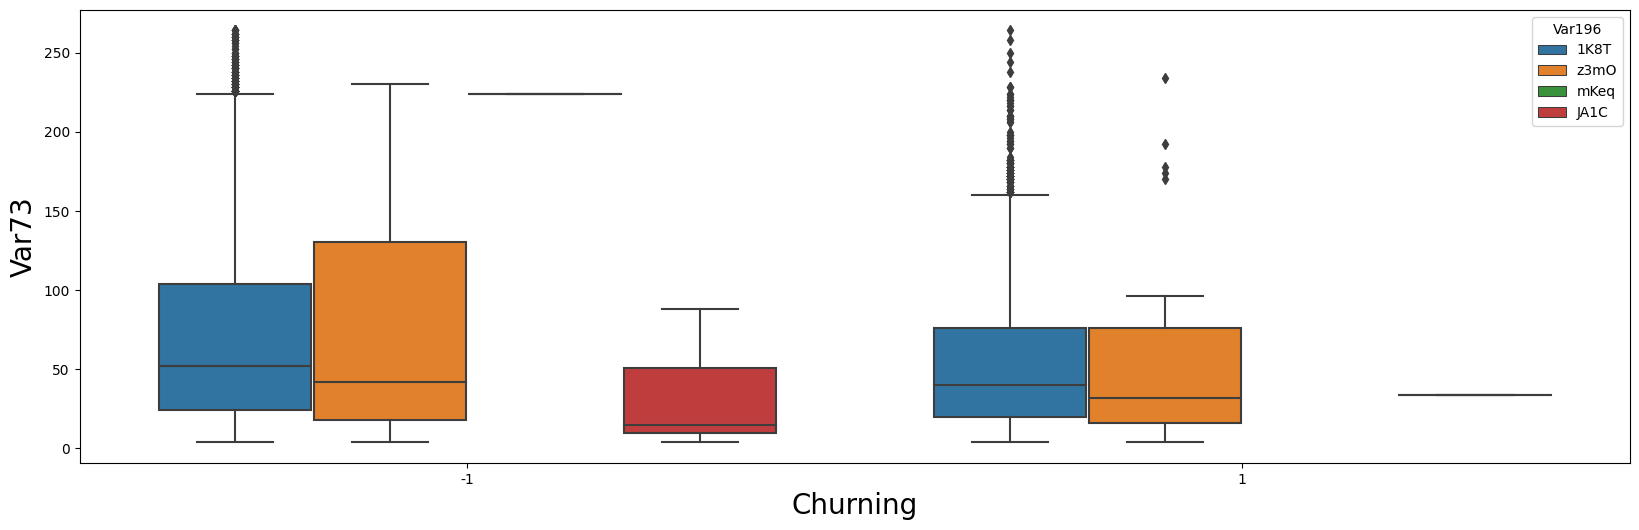 Var73
250
200
150
100
50
0
Var196
1K8T
z3mO
mKeq
JA1C
-1
1
Churning